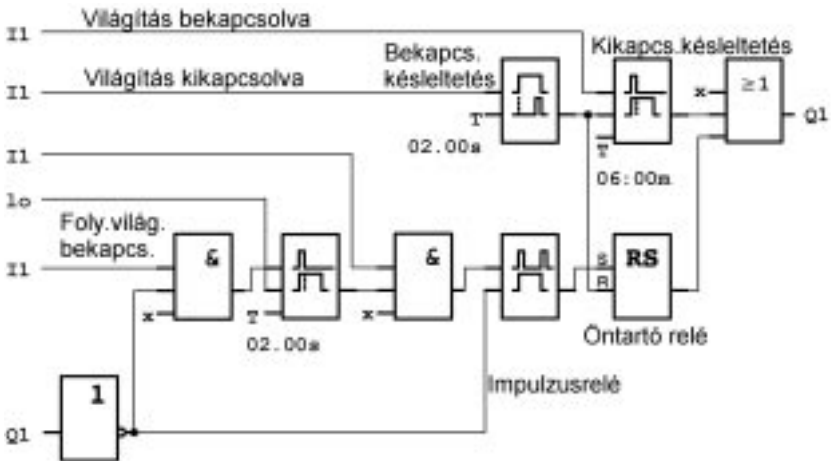 I1 Világítás bekapcsolva
Bekapcs. késleltetés
Kikapcs.késleltetés
I1 Világítás kikapcsolva
T
02.00s
x
≥1
Q1
T
06:00m
I1
lo
Foly.világ. bekapcs.
I1
&
x
T
02.00s
&
x
S
R
RS
Öntartó relé
Impulzusrelé
1
Q1